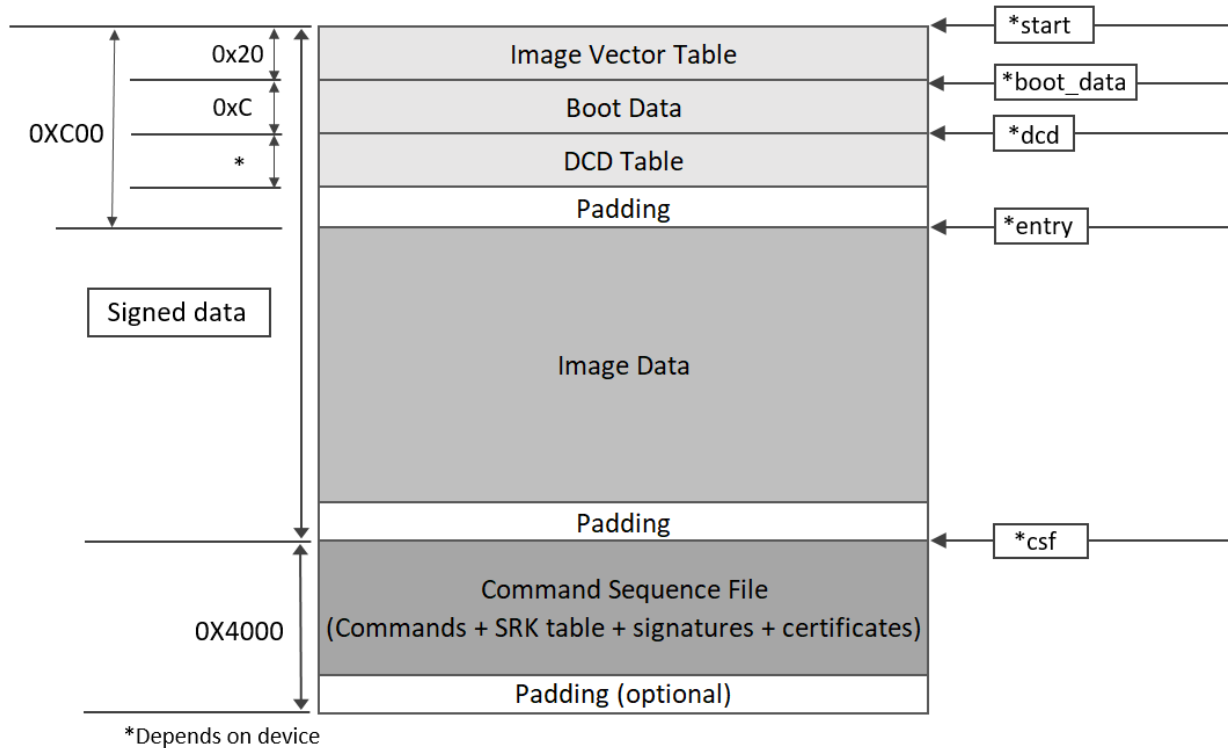 *start
0x20
Image Vector Table
*boot_data
0xC
Boot Data
0XC00
*dcd
*
DCD Table
Padding
*entry
Signed data
Image Data
Padding
*csf
Command Sequence File
(Commands + SRK table + signatures + certificates)
0X4000
Padding (optional)
*Depends on device